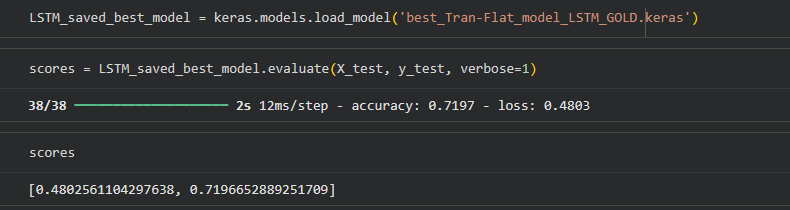 LSTM_saved_best_model = keras.models.load_model('best_Tran-Flat_model_LSTM_GOLD.keras')
scores = LSTM_saved_best_model.evaluate(X_test, y_test, verbose=1)
38/38 ━━━━━━━━━━━━━━━━━━━━ 2s 12ms/step - accuracy: 0.7197 - loss: 0.4803
scores
[0.4802561104297638, 0.7196652889251709]